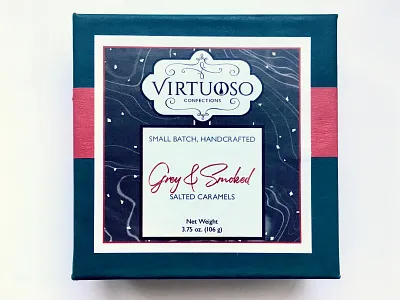 VIRTUOSO
CONFECTIONS
SMALL BATCH, HANDCRAFTED
Grey & Smoked
SALTED CARAMELS
Net Weight
3.75 oz. (106 g)